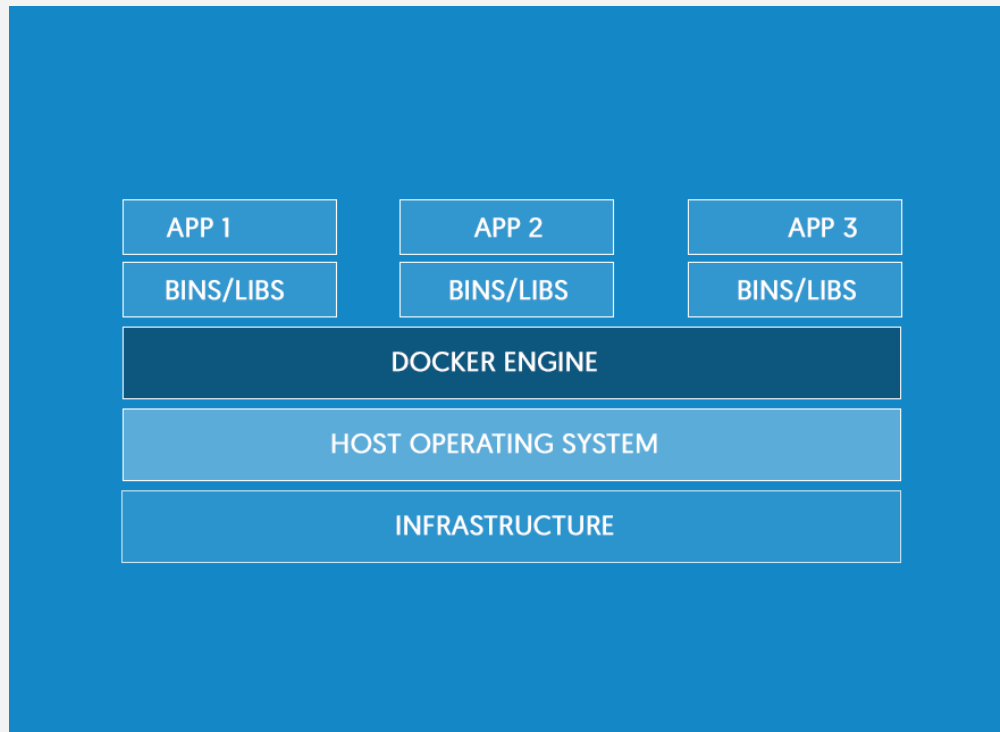 APP 1
APP 2
APP 3
BINS/LIBS
BINS/LIBS
BINS/LIBS
DOCKER ENGINE
HOST OPERATING SYSTEM
INFRASTRUCTURE